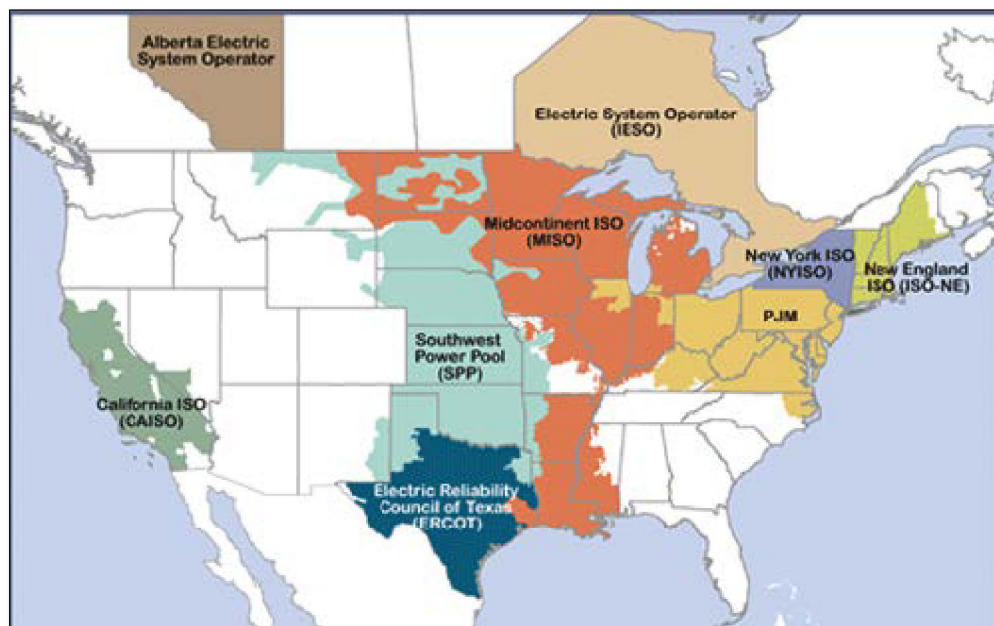 Alberta Electric
System Operator
Electric System Operator
(IESO)
Midcontinent ISO
(MISO)
New York ISO
(NYISO)
New England
ISO (ISO-NE)
PJM
Southwest
Power Pool
(SPP)
California ISO
(CAISO)
Electric Reliability
Council of Texas
(ERCOT)